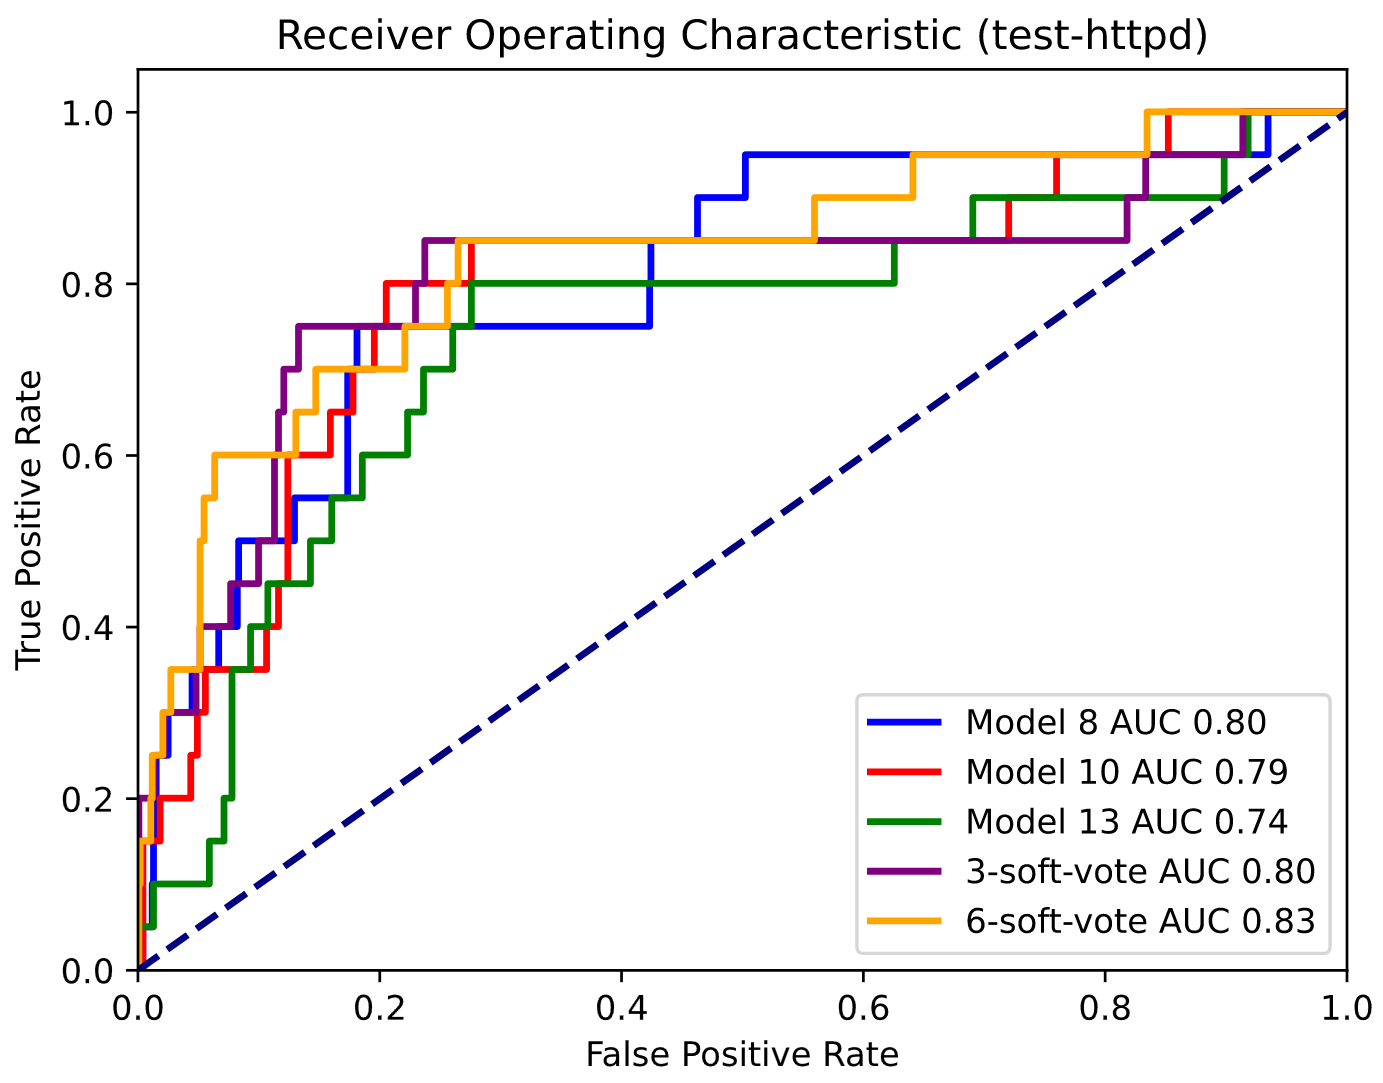 Receiver Operating Characteristic (test-httpd)
1.0
0.8
0.6
0.4
0.2
0.0
True Positive Rate
Model 8 AUC 0.80
Model 10 AUC 0.79
Model 13 AUC 0.74
3-soft-vote AUC 0.80
6-soft-vote AUC 0.83
0.0 0.2 0.4 0.6 0.8 1.0
False Positive Rate